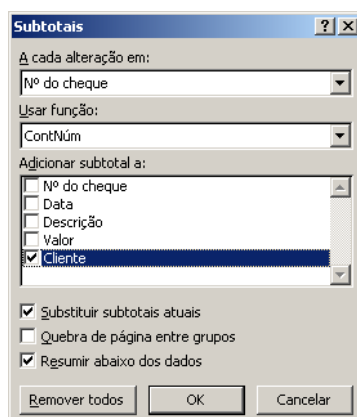 Subtotais
A cada alteração em:
Nº do cheque
Usar função:
ContNúm
Adicionar subtotal a:
Nº do cheque
Data
Descrição
Valor
Cliente
Substituir subtotais atuais
Quebra de página entre grupos
Resumir abaixo dos dados
Remover todos OK Cancelar